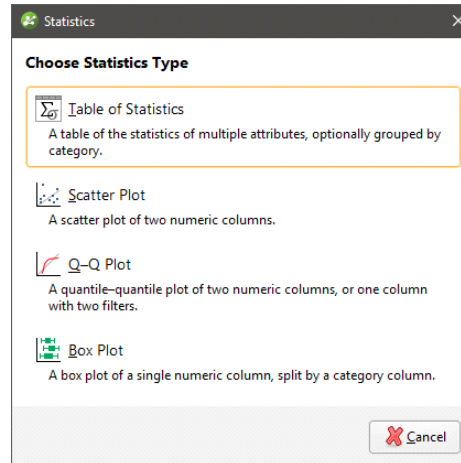 Statistics
Choose Statistics Type
Table of Statistics
A table of the statistics of multiple attributes, optionally grouped by
category.
Scatter Plot
A scatter plot of two numeric columns.
Q–Q Plot
A quantile–quantile plot of two numeric columns, or one column
with two filters.
Box Plot
A box plot of a single numeric column, split by a category column.
Cancel